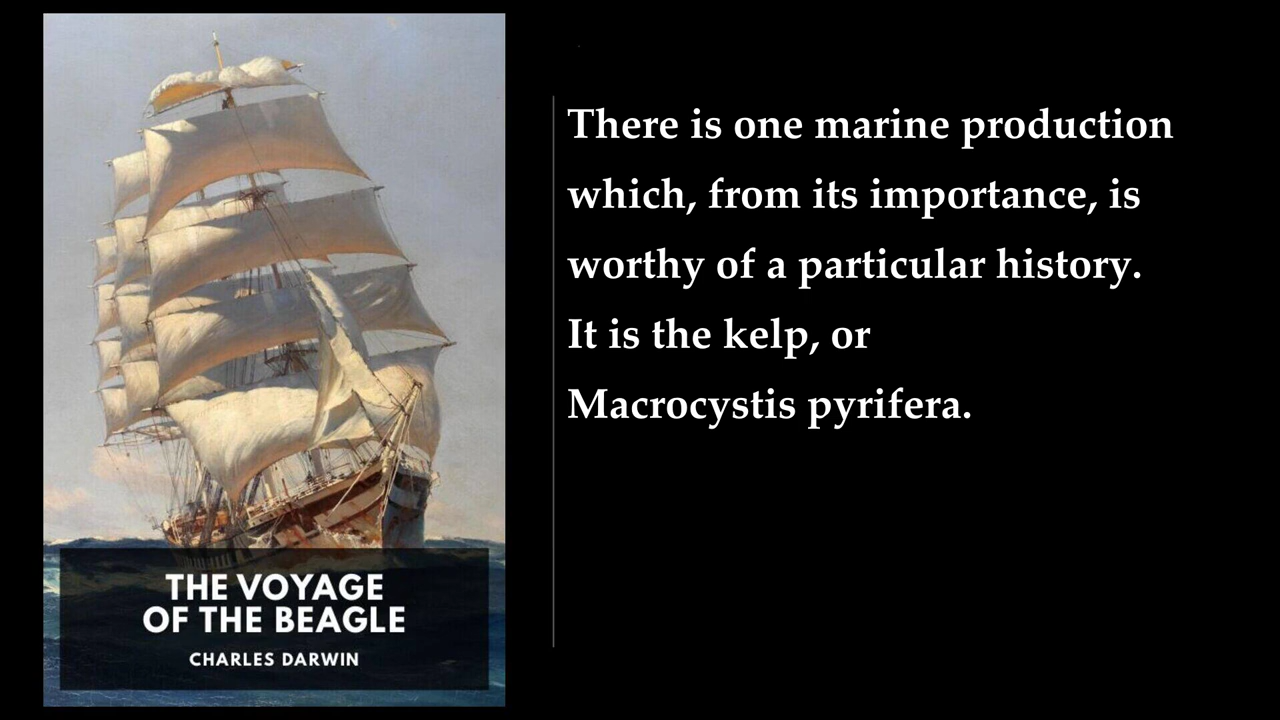 THE VOYAGE
OF THE BEAGLE
CHARLES DARWIN
There is one marine production
which, from its importance, is
worthy of a particular history.
It is the kelp, or
Macrocystis pyrifera.